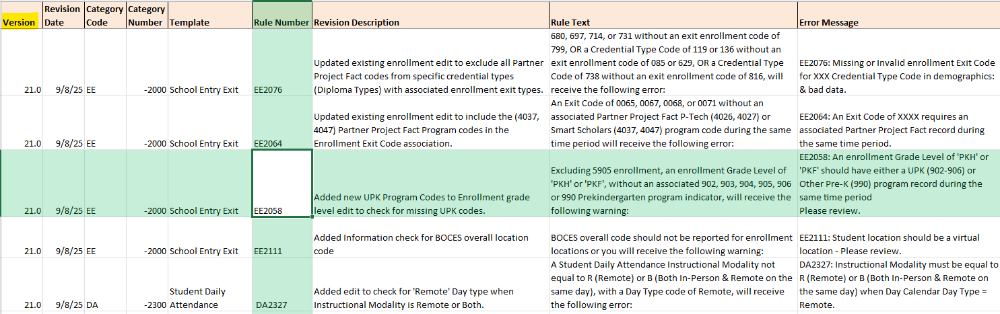 Version Revision Date Category Code Category Number Template Rule Number Revision Description Rule Text Error Message
680, 697, 714, or 731 without an exit enrollment code of
799, OR a Credential Type Code of 119 or 136 without an
Updated existing enrollment edit to exclude all Partner exit enrollment code of 085 or 629, OR a Credential Type EE2076: Missing or Invalid enrollment Exit Code
Project Fact codes from specific credential types Code of 738 without an exit enrollment code of 816, will for XXX Credential Type Code in demographics:
21.0 9/8/25 EE -2000 School Entry Exit EE2076 (Diploma Types) with associated enrollment exit types. receive the following error: & bad data.
An Exit Code of 0065, 0067, 0068, or 0071 without an
Updated existing enrollment edit to include the (4037, associated Partner Project Fact P-Tech (4026, 4027) or EE2064: An Exit Code of XXXX requires an
4047) Partner Project Fact Program codes in the Smart Scholars (4037, 4047) program code during the same associated Partner Project Fact record during
21.0 9/8/25 EE -2000 School Entry Exit EE2064 Enrollment Exit Code association. time period will receive the following error: the same time period.
EE2058: An enrollment Grade Level of 'PKH' or
Excluding 5905 enrollment, an enrollment Grade Level of 'PKF' should have either a UPK (902-906) or
'PKH' or 'PKF', without an associated 902, 903, 904, 905, 906 Other Pre-K (990) program record during the
Added new UPK Program Codes to Enrollment grade or 990 Prekindergarten program indicator, will receive the same time period
21.0 9/8/25 EE -2000 School Entry Exit EE2058 level edit to check for missing UPK codes. following warning: Please review.
Added Information check for BOCES overall location BOCES overall code should not be reported for enrollment EE2111: Student location should be a virtual
21.0 9/8/25 EE -2000 School Entry Exit EE2111 code locations or you will receive the following warning: location - Please review.
A Student Daily Attendance Instructional Modality not DA2327: Instructional Modality must be equal to
equal to R (Remote) or B (Both In-Person & Remote on the R (Remote) or B (Both In-Person & Remote on
Student Daily Added edit to check for 'Remote' Day type when same day), with a Day Type code of Remote, will receive the same day) when Day Calendar Day Type =
21.0 9/8/25 DA -2300 Attendance DA2327 Instructional Modality is Remote or Both. the following error: Remote.